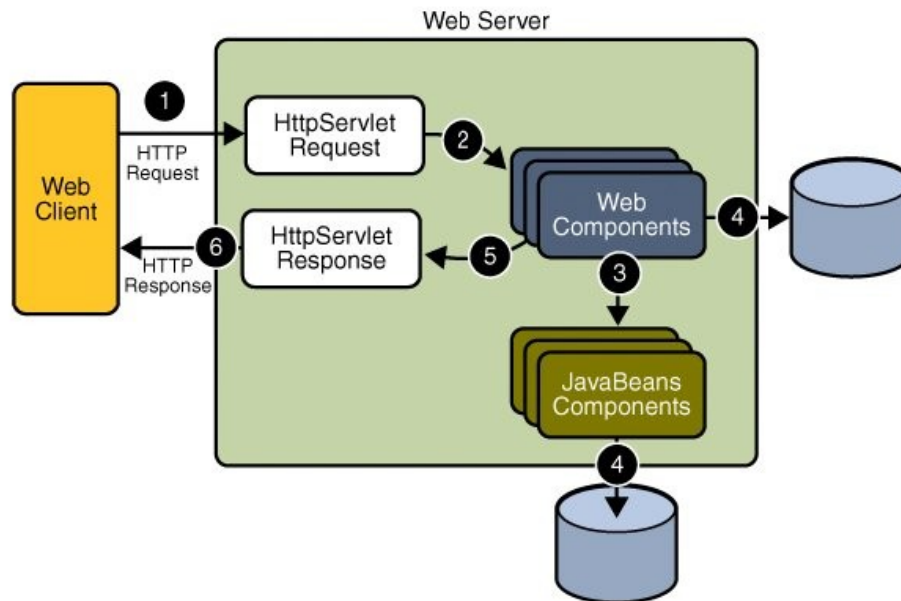 Web Server
1
HTTP
Request
HttpServlet
Request
2
Web
Client
Web
Components
4
6
HTTP
Response
HttpServlet
Response
5
3
JavaBeans
Components
4